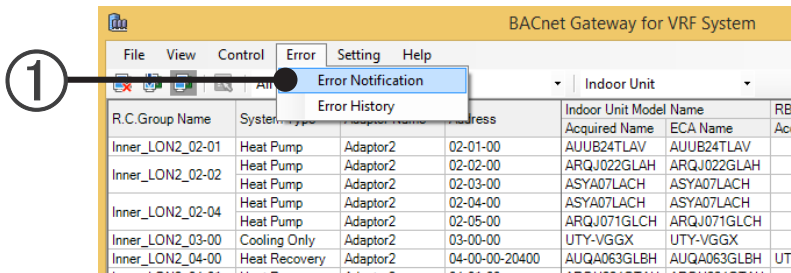 BACnet Gateway for VRF System
File View Control Error Setting Help
1
Error Notification
All
Indoor Unit
Error History
R.C.Group Name System Type Adaptor Name Address Indoor Unit Model Name RB
Acquired Name ECA Name Acq
Inner_LON2_02-01 Heat Pump Adaptor2 02-01-00 AUUB24TLAV AUUB24TLAV
Inner_LON2_02-02 Heat Pump Adaptor2 02-02-00 ARQJ022GLAH ARQJ022GLAH
Heat Pump Adaptor2 02-03-00 ASYA07LACH ASYA07LACH
Inner_LON2_02-04 Heat Pump Adaptor2 02-04-00 ASYA07LACH ASYA07LACH
Heat Pump Adaptor2 02-05-00 ARQJ071GLCH ARQJ071GLCH
Inner_LON2_03-00 Cooling Only Adaptor2 03-00-00 UTY-VGGX UTY-VGGX
Inner_LON2_04-00 Heat Recovery Adaptor2 04-00-00-20400 AUQA063GLBH AUQA063GLBH UT